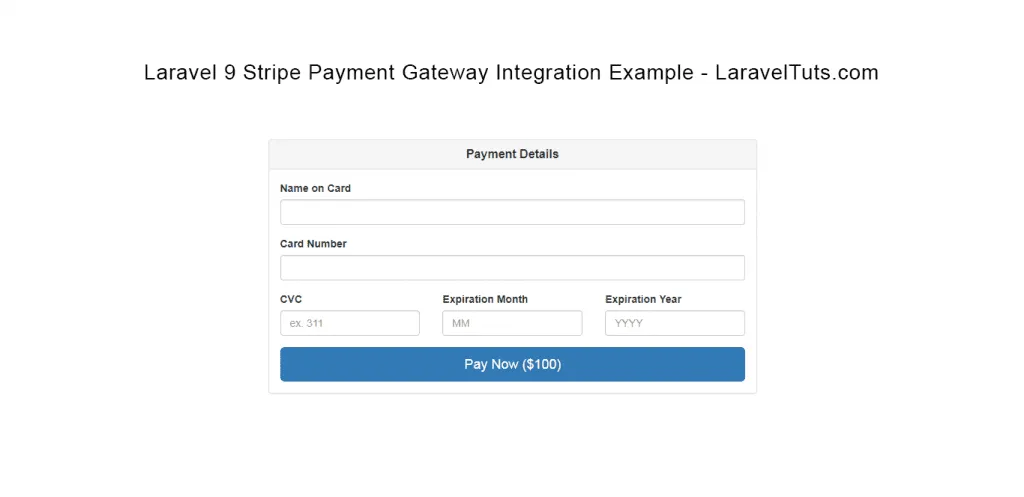 Laravel 9 Stripe Payment Gateway Integration Example - LaravelTuts.com
Payment Details
Name on Card
Card Number
CVC Expiration Month Expiration Year
ex. 311 MM YYYY
Pay Now ($100)